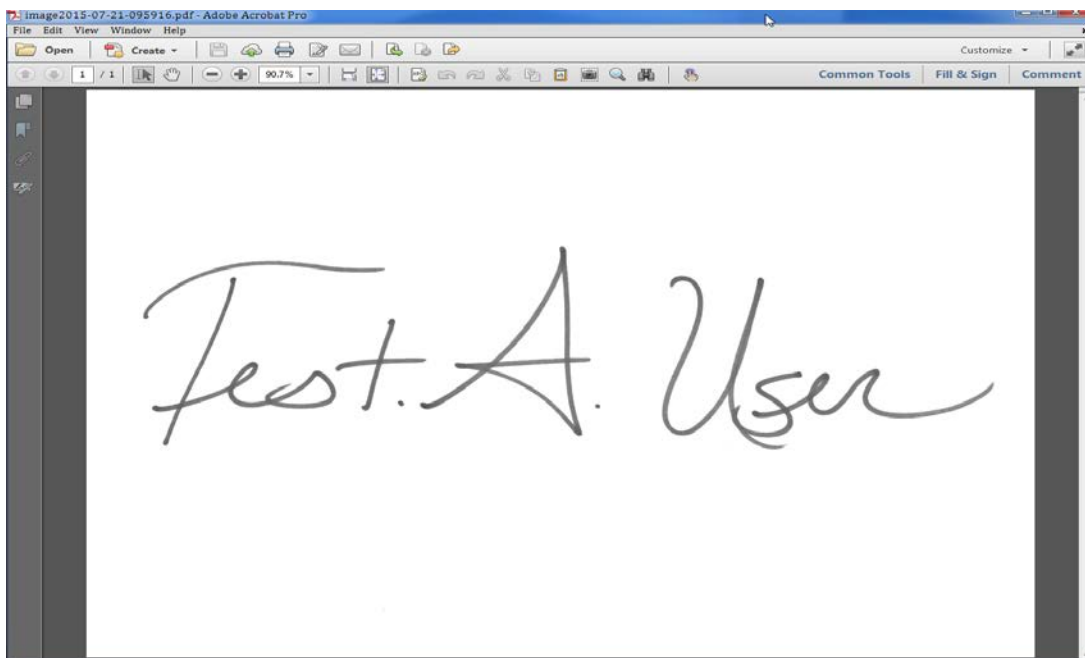 image2015-07-21-095916.pdf - Adobe Acrobat Pro
File Edit View Window Help
Open Create Customize
1 / 1 90.7% Common Tools Fill & Sign Comment
Test. A. User